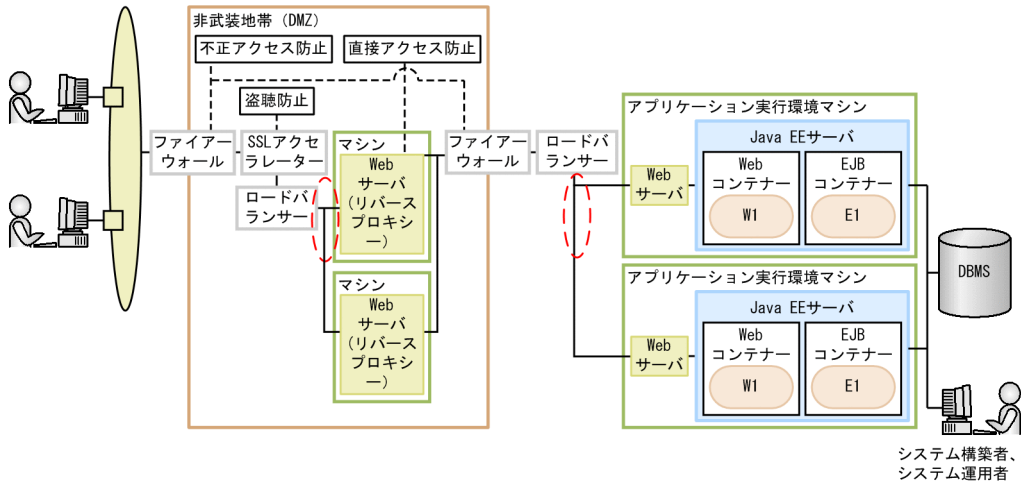 非武装地帯（DMZ）
不正アクセス防止
直接アクセス防止
盗聴防止
ファイアー
ウォール
SSLアクセ
ラレーター
ロードバ
ランサー
マシン
Web
サーバ
（リバース
プロキシ
ー）
マシン
Web
サーバ
（リバース
プロキシ
ー）
ファイアー
ウォール
ロードバ
ランサー
アプリケーション実行環境マシン
Java EEサーバ
Web
サーバ
Web
コンテナー
W1
EJB
コンテナー
E1
アプリケーション実行環境マシン
Java EEサーバ
Web
サーバ
Web
コンテナー
W1
EJB
コンテナー
E1
DBMS
システム構築者、
システム運用者